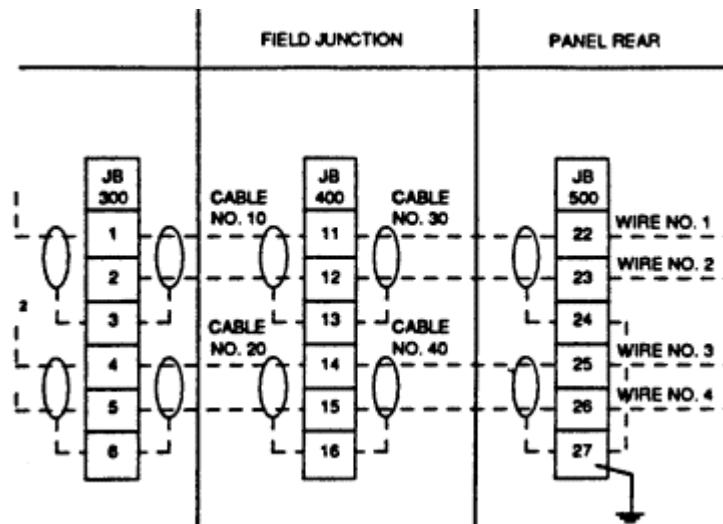 FIELD JUNCTION
PANEL REAR
JB
300
1
2
3
4
5
6
CABLE
NO. 10
CABLE
NO. 20
JB
400
11
12
13
14
15
16
CABLE
NO. 30
CABLE
NO. 40
JB
500
22
23
24
25
26
27
WIRE NO. 1
WIRE NO. 2
WIRE NO. 3
WIRE NO. 4
2